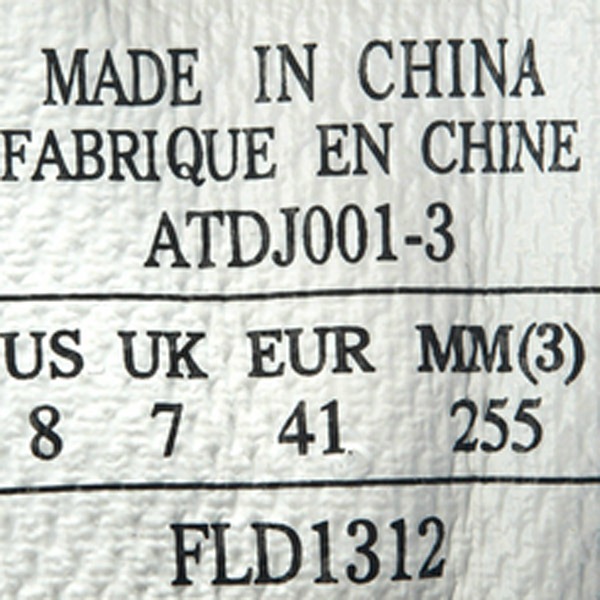 MADE IN CHINA
FABRIQUE EN CHINE
ATDJ001-3
US UK EUR MM(3)
8 7 41 255
FLD1312